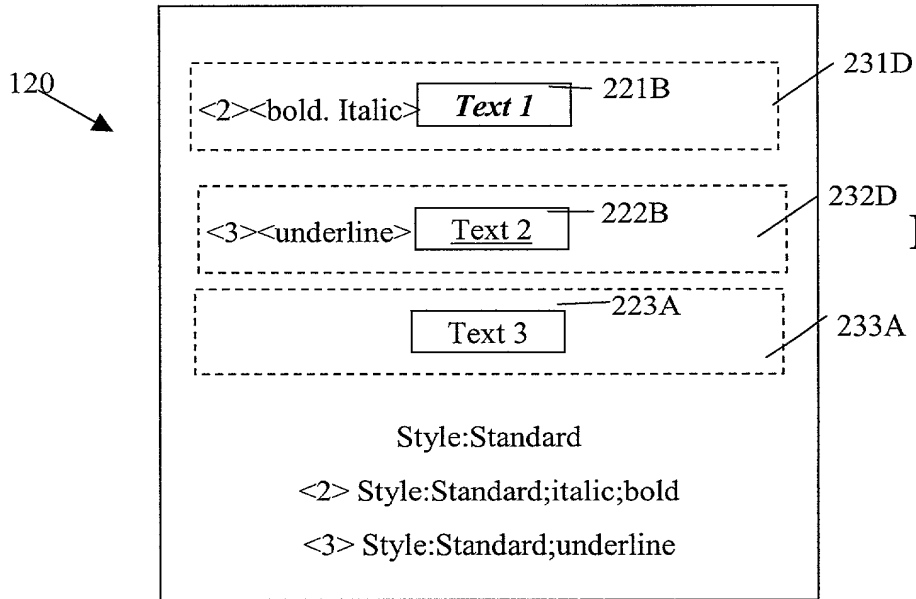 231D
120
221B
<2><bold. Italic> Text 1
232D
222B
<3><underline> Text 2
223A
233A
Text 3
Style:Standard
<2> Style:Standard;italic;bold
<3> Style:Standard;underline